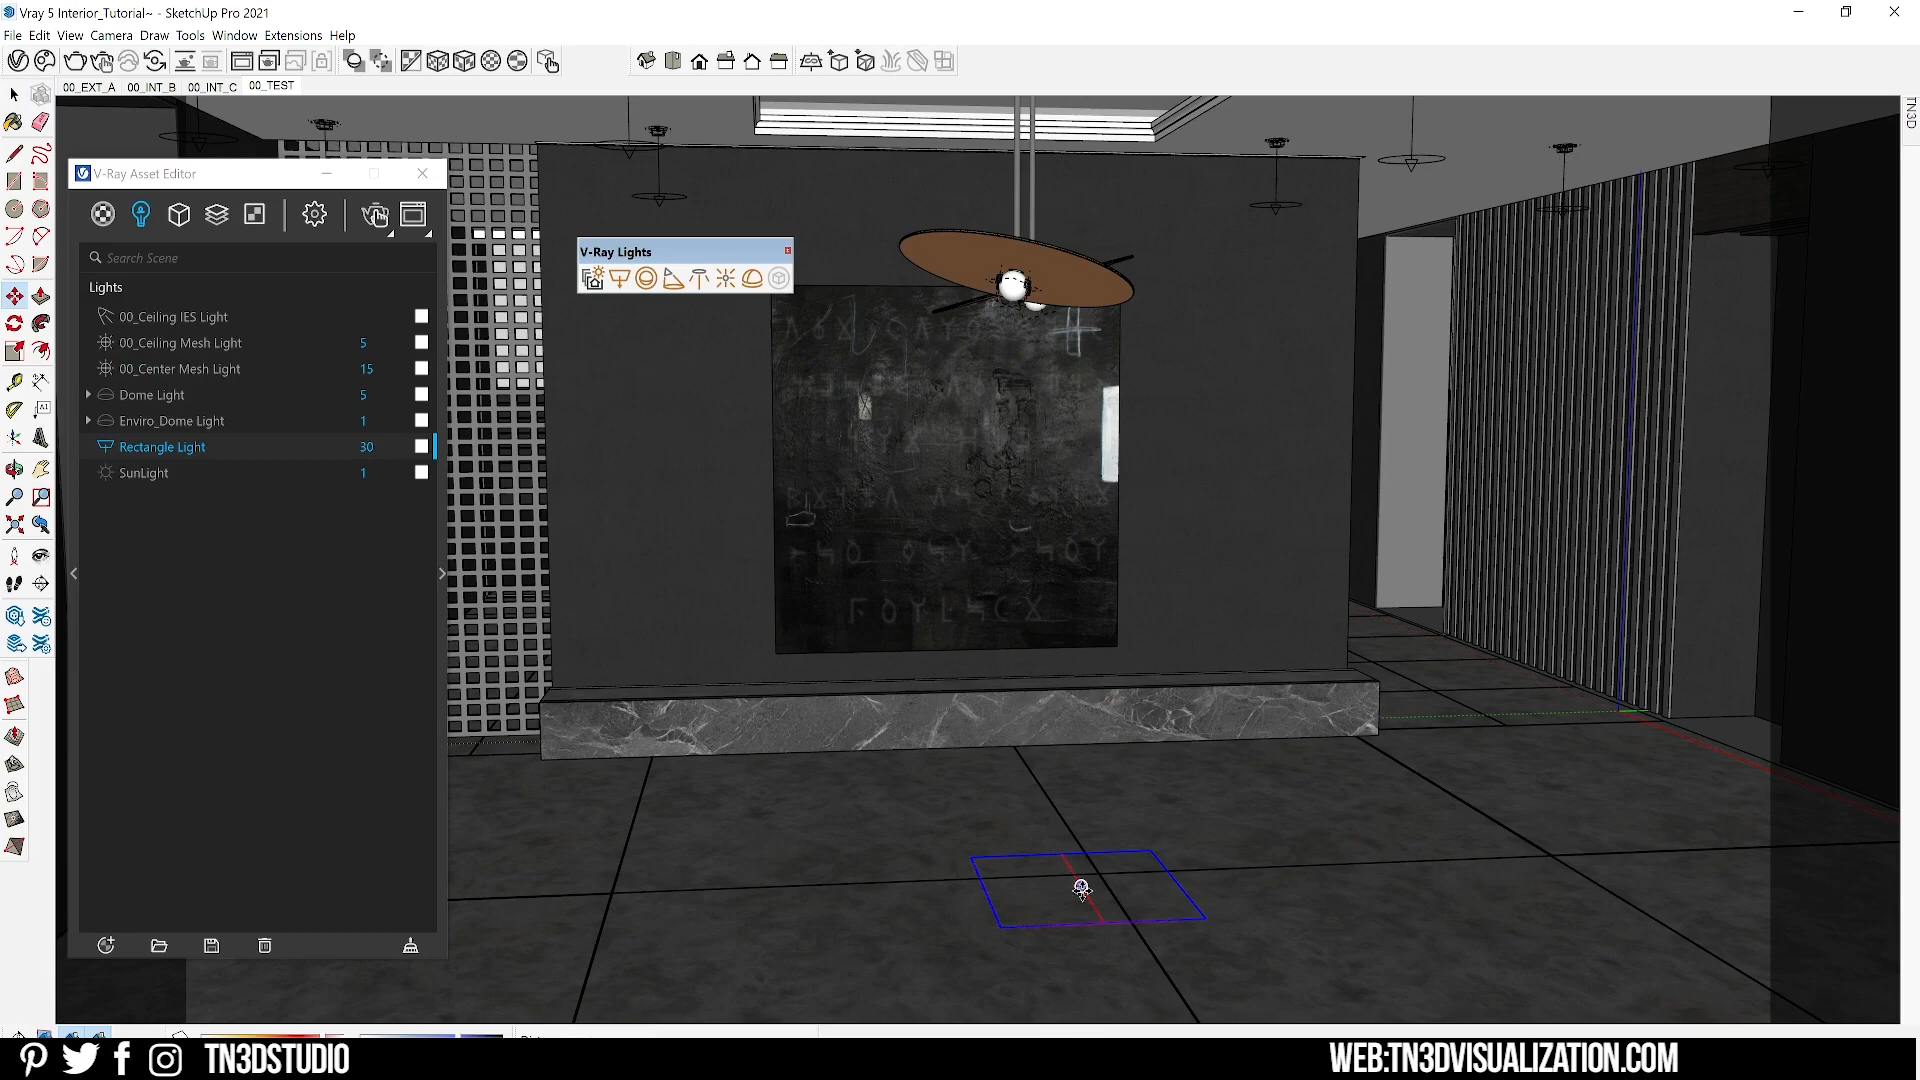 Vray 5 Interior_Tutorial~ - SketchUp Pro 2021
File Edit View Camera Draw Tools Window Extensions Help
00_EXT_A 00_INT_B 00_INT_C 00_TEST
TN3D
V-Ray Asset Editor
Search Scene
Lights
00_Ceiling IES Light
00_Ceiling Mesh Light 5
00_Center Mesh Light 15
Dome Light 5
Enviro_Dome Light 1
Rectangle Light 30
SunLight 1
V-Ray Lights
TN3DSTUDIO
WEB:TN3DVISUALIZATION.COM